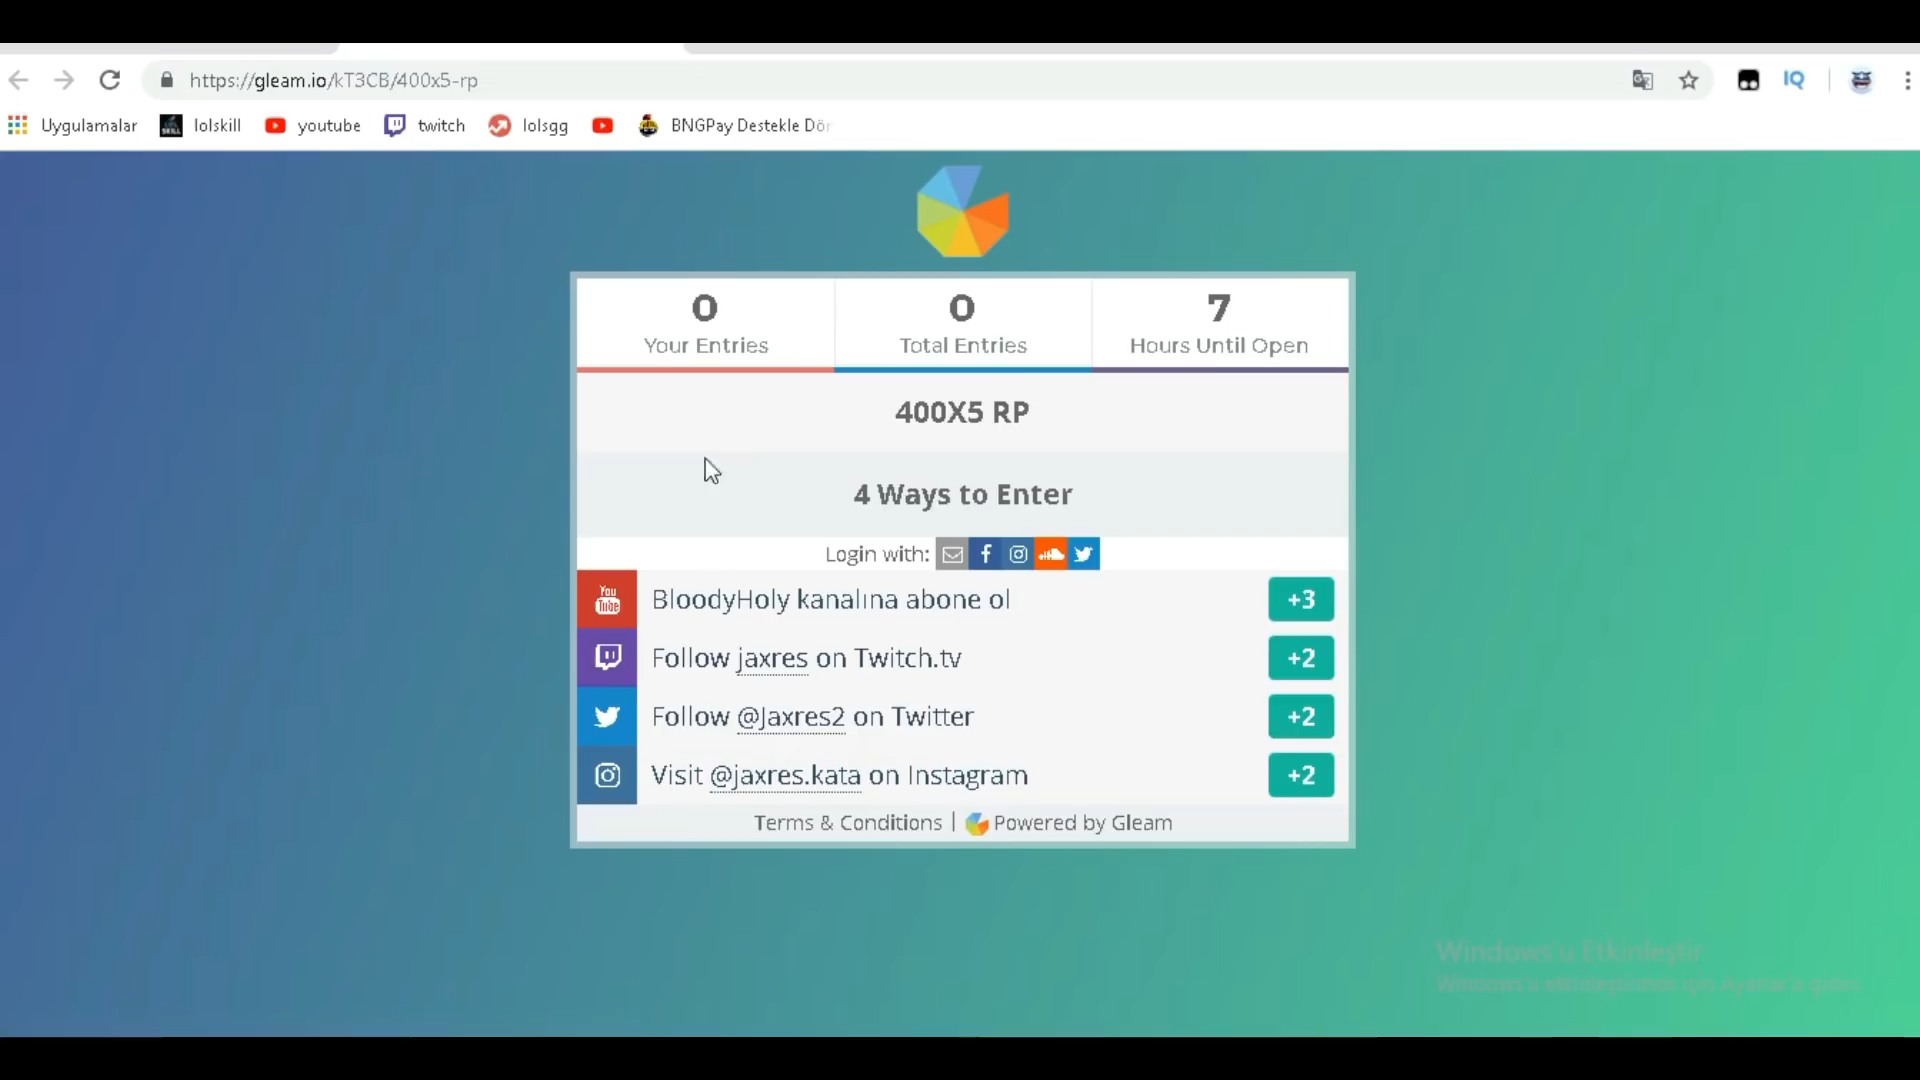 https://gleam.io/kT3CB/400x5-rp
Uygulamalar lolskill youtube twitch lolsgg BNGPay Destekle Dör
0 0 7
Your Entries Total Entries Hours Until Open
400X5 RP
4 Ways to Enter
Login with:
BloodyHoly kanalına abone ol +3
Follow jaxres on Twitch.tv +2
Follow @Jaxres2 on Twitter +2
Visit @jaxres.kata on Instagram +2
Terms & Conditions | Powered by Gleam
Windows'u Etkinleştir